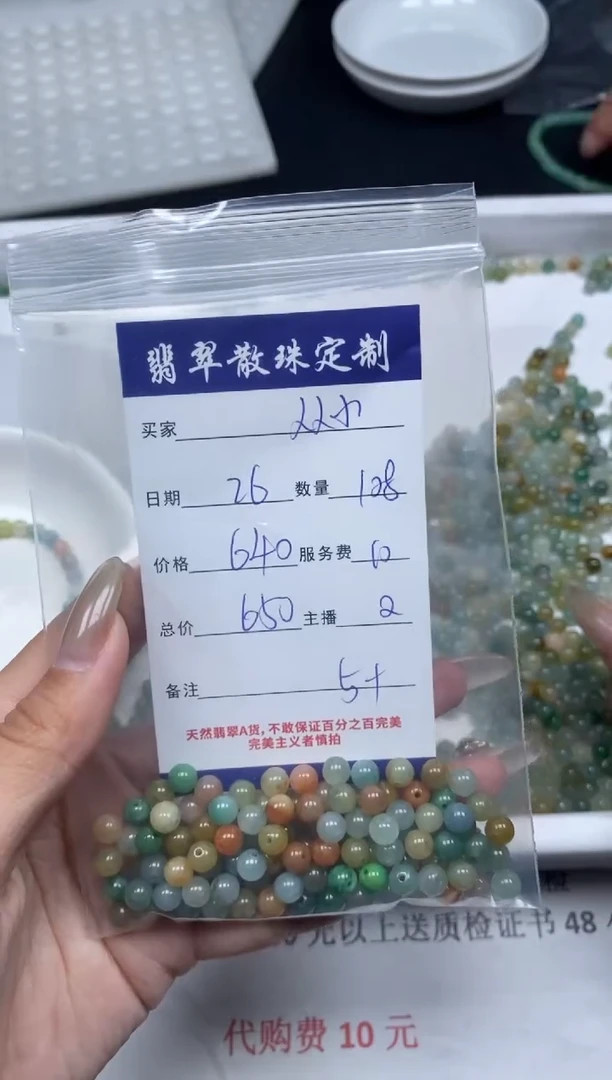 翡翠散珠定制
买家 从小
日期 26 数量 108
价格 640 服务费 10
总价 650 主播 2
备注 5+
天然翡翠A货,不敢保证百分之百完美
完美主义者慎拍
元以上送质检证书 48
代购费 10 元